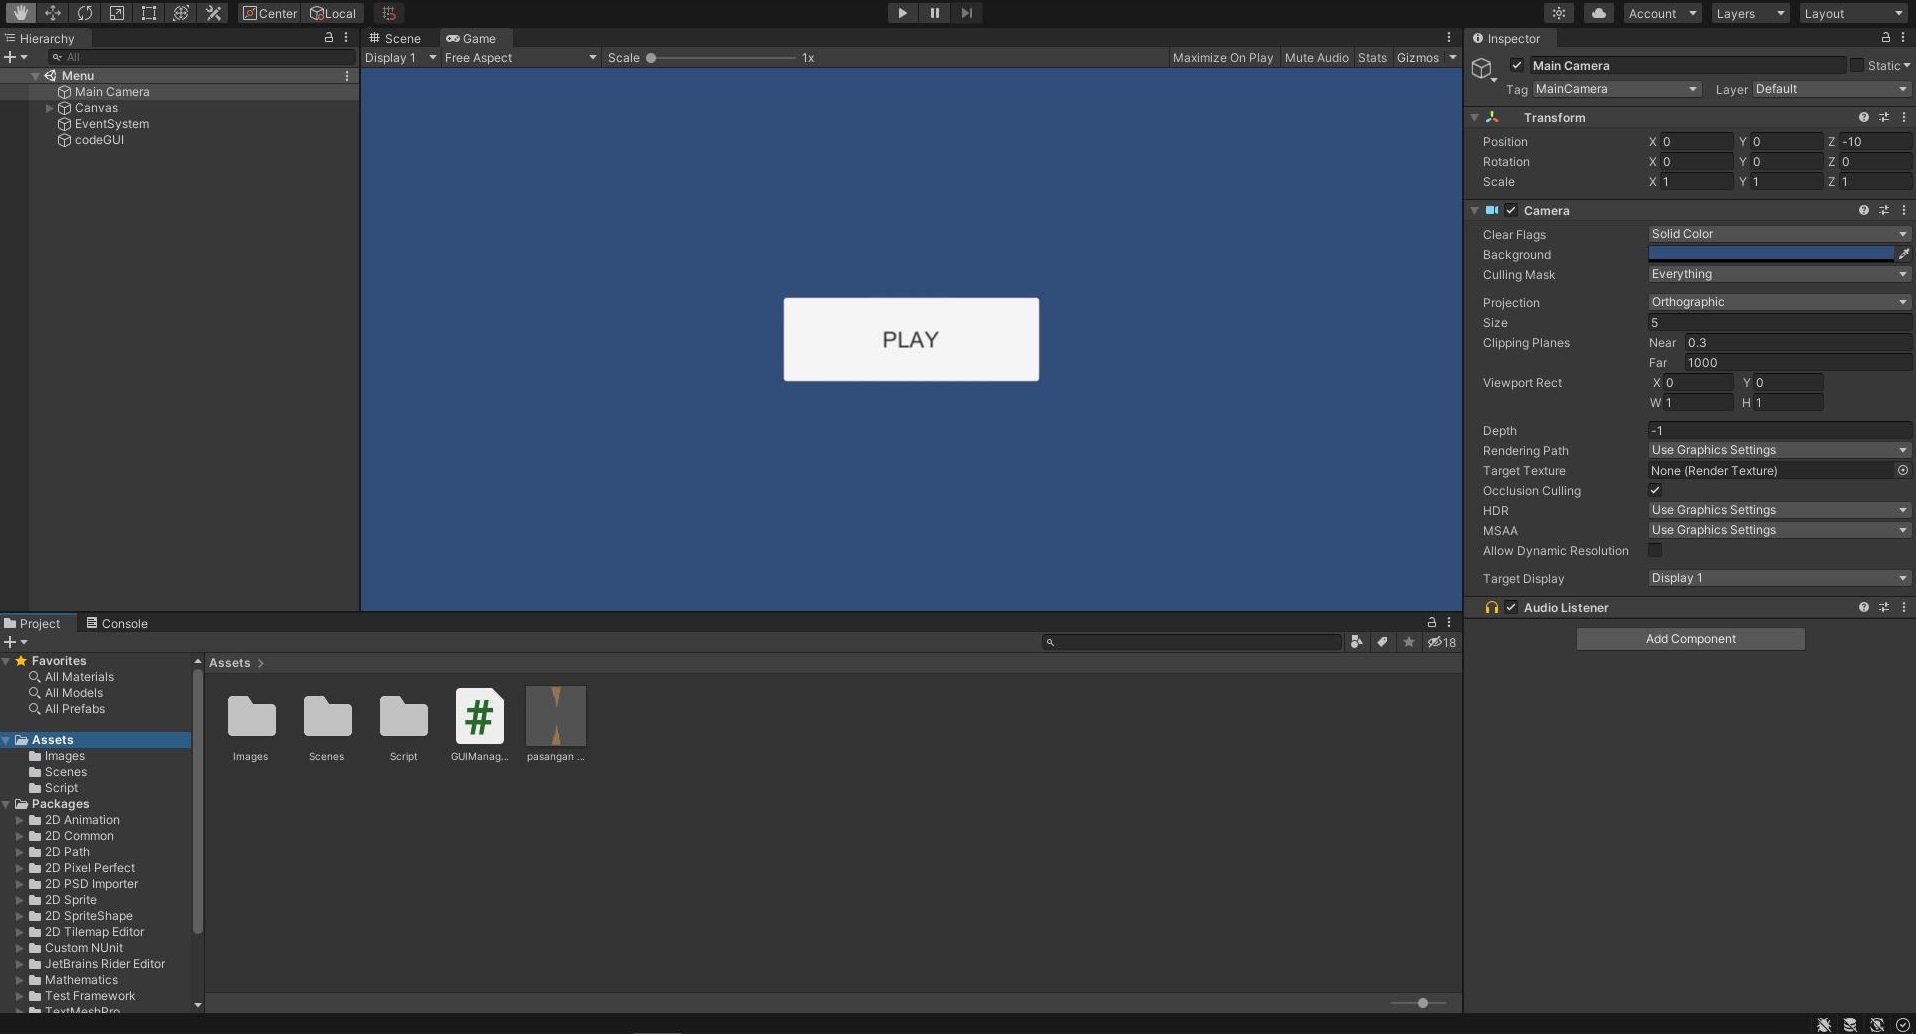 Center Local Account Layers Layout
Hierarchy
All
Menu
Main Camera
Canvas
EventSystem
codeGUI
Scene Game
Display 1 Free Aspect Scale 1x Maximize On Play Mute Audio Stats Gizmos
PLAY
Inspector
Main Camera Static
Tag MainCamera Layer Default
Transform
Position X 0 Y 0 Z -10
Rotation X 0 Y 0 Z 0
Scale X 1 Y 1 Z 1
Camera
Clear Flags Solid Color
Background
Culling Mask Everything
Projection Orthographic
Size 5
Clipping Planes Near 0.3
Far 1000
Viewport Rect X 0 Y 0
W 1 H 1
Depth -1
Rendering Path Use Graphics Settings
Target Texture None (Render Texture)
Occlusion Culling
HDR Use Graphics Settings
MSAA Use Graphics Settings
Allow Dynamic Resolution
Target Display Display 1
Audio Listener
Add Component
Project Console
18
Favorites
All Materials
All Models
All Prefabs
Assets
Images
Scenes
Script
Packages
2D Animation
2D Common
2D Path
2D Pixel Perfect
2D PSD Importer
2D Sprite
2D SpriteShape
2D Tilemap Editor
Custom NUnit
JetBrains Rider Editor
Mathematics
Test Framework
TextMeshPro
Assets >
Images Scenes Script GUIManag... pasangan ...